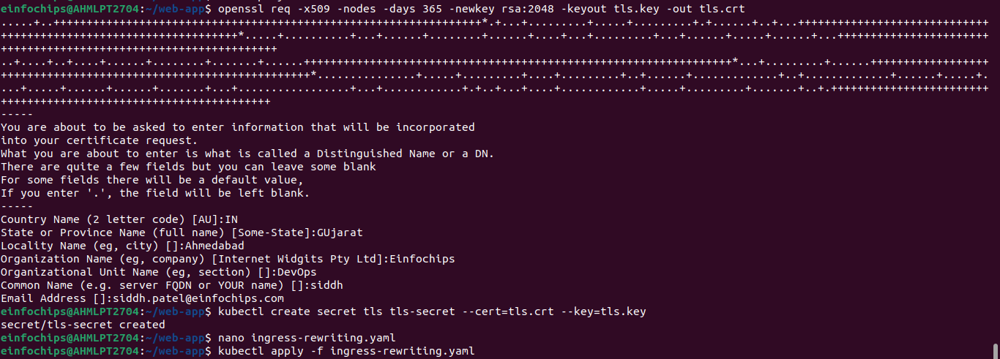 einfochips@AHMLPT2704:~/web-app$ openssl req -x509 -nodes -days 365 -newkey rsa:2048 -keyout tls.key -out tls.crt
-----
You are about to be asked to enter information that will be incorporated
into your certificate request.
What you are about to enter is what is called a Distinguished Name or a DN.
There are quite a few fields but you can leave some blank
For some fields there will be a default value,
If you enter '.', the field will be left blank.
-----
Country Name (2 letter code) [AU]:IN
State or Province Name (full name) [Some-State]:GUjarat
Locality Name (eg, city) []:Ahmedabad
Organization Name (eg, company) [Internet Widgits Pty Ltd]:Einfochips
Organizational Unit Name (eg, section) []:DevOps
Common Name (e.g. server FQDN or YOUR name) []:siddh
Email Address []:siddh.patel@einfochips.com
einfochips@AHMLPT2704:~/web-app$ kubectl create secret tls tls-secret --cert=tls.crt --key=tls.key
secret/tls-secret created
einfochips@AHMLPT2704:~/web-app$ nano ingress-rewriting.yaml
einfochips@AHMLPT2704:~/web-app$ kubectl apply -f ingress-rewriting.yaml